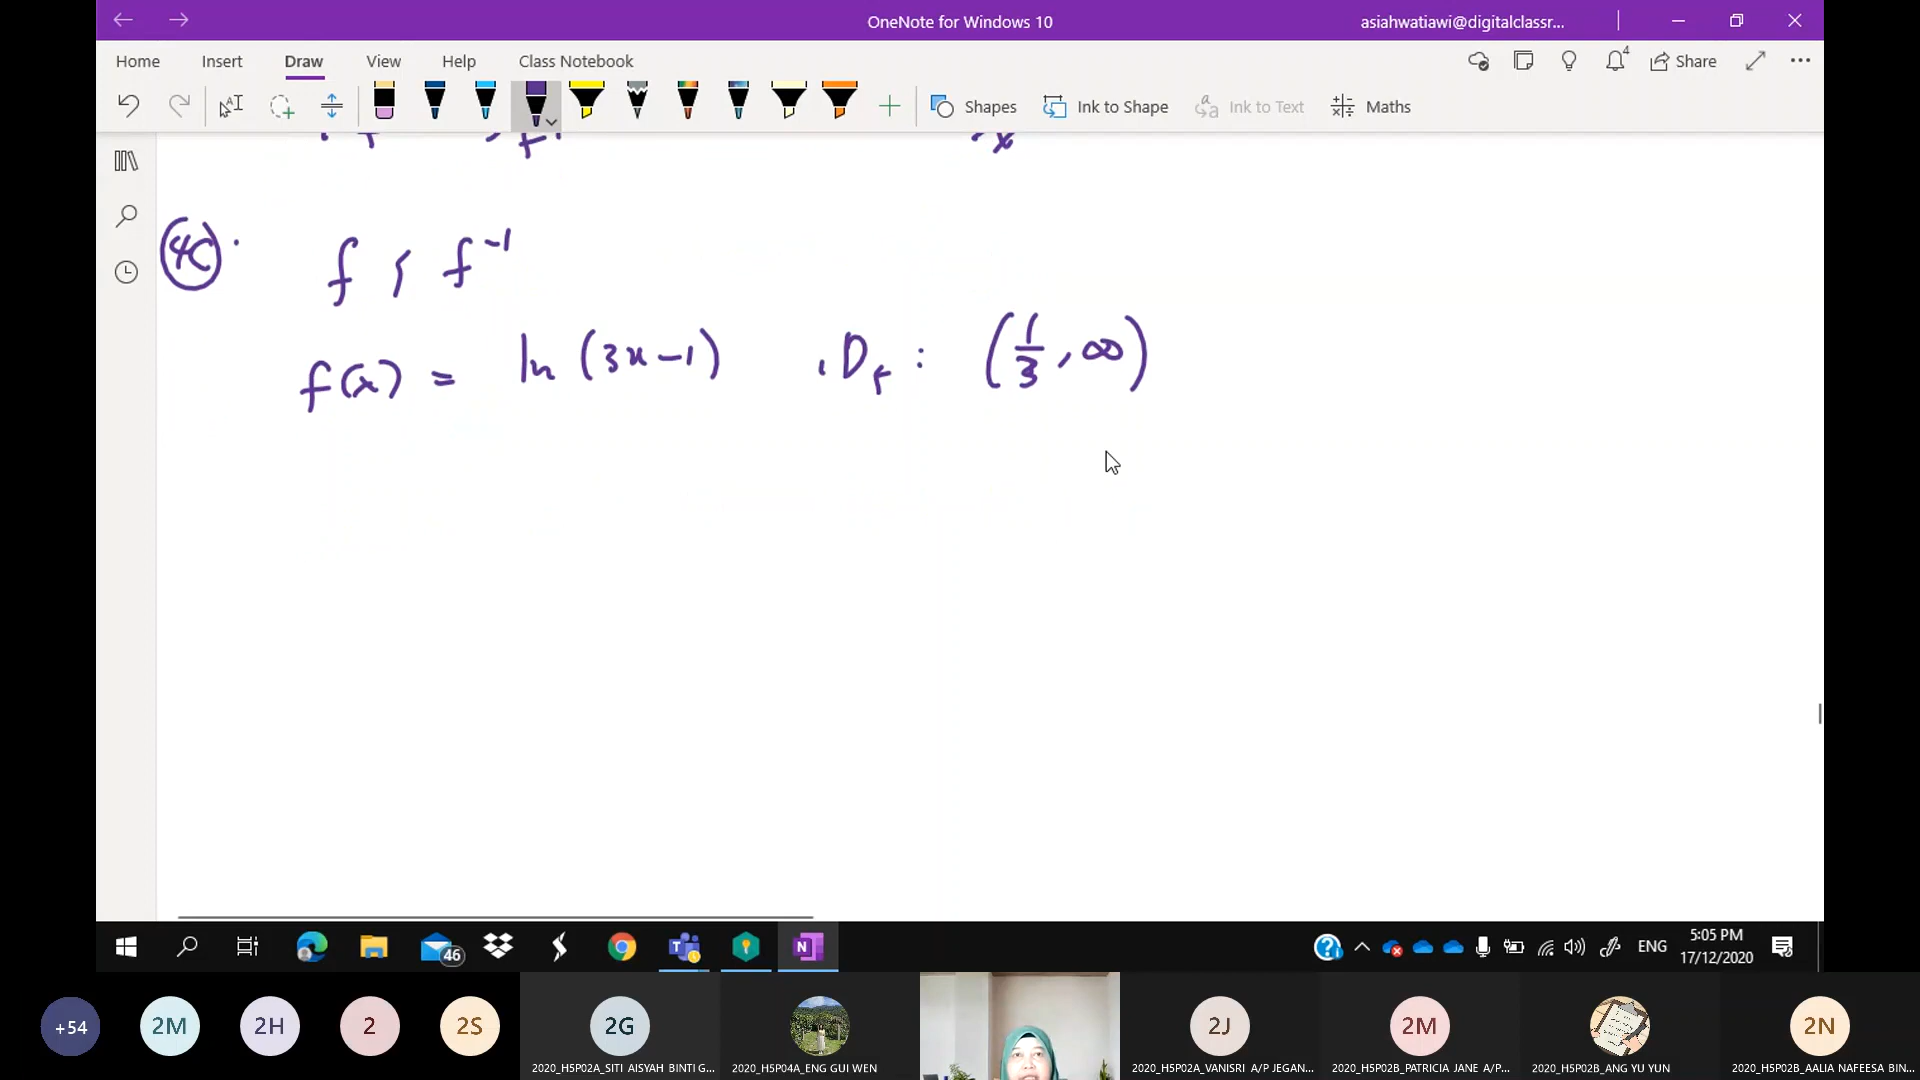 OneNote for Windows 10
asiahwatiawi@digitalclassr...
Home Insert Draw View Help Class Notebook
4 Share
Shapes Ink to Shape Ink to Text Maths
4C. f , f⁻¹
f(x) = ln (3x-1) , D_f : (1/3, ∞)
46
ENG
5:05 PM
17/12/2020
+54 2M 2H 2 2S 2G 2J 2M 2N
2020_H5P02A_SITI AISYAH BINTI G...
2020_H5P04A_ENG GUI WEN
2020_H5P02A_VANISRI A/P JEGAN...
2020_H5P02B_PATRICIA JANE A/P...
2020_H5P02B_ANG YU YUN
2020_H5P02B_AALIA NAFEESA BIN...